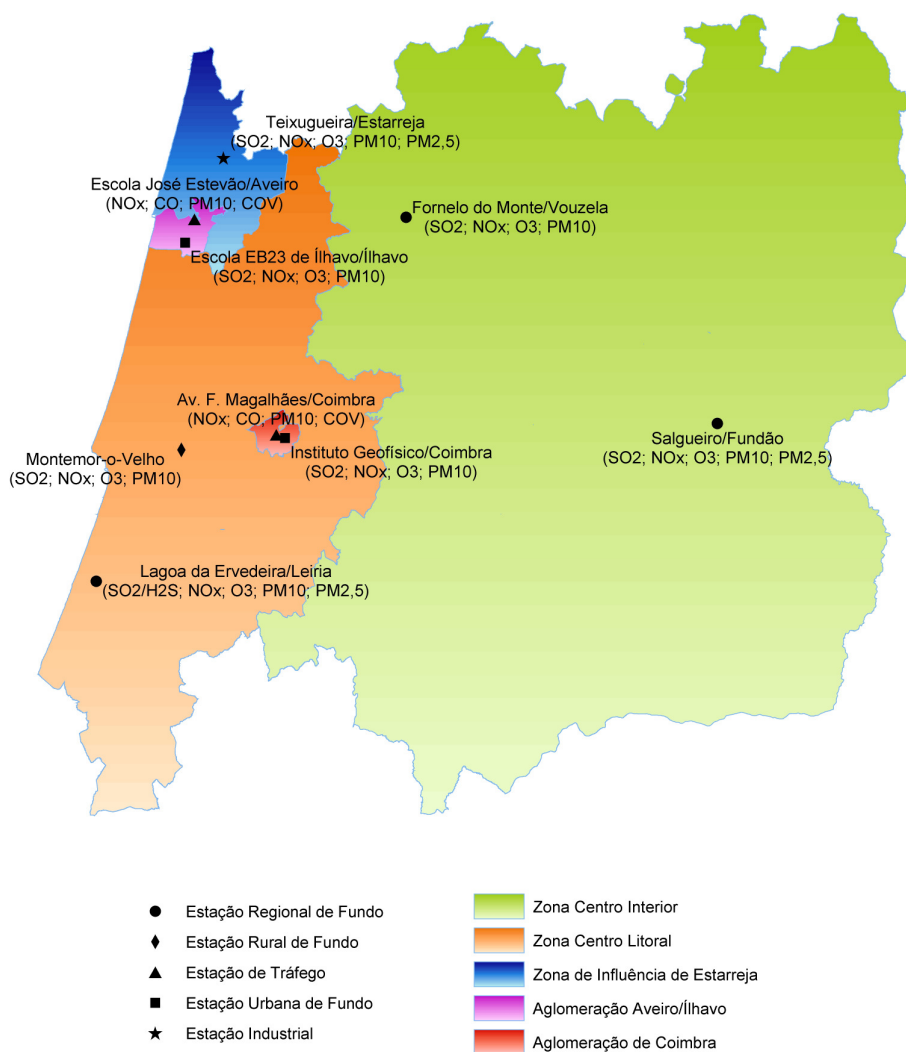 Teixugueira/Estarreja
(SO2; NOx; O3; PM10; PM2,5)
Escola José Estevão/Aveiro
(NOx; CO; PM10; COV)
Fornelo do Monte/Vouzela
(SO2; NOx; O3; PM10)
Escola EB23 de Ílhavo/Ílhavo
(SO2; NOx; O3; PM10)
Av. F. Magalhães/Coimbra
(NOx; CO; PM10; COV)
Salgueiro/Fundão
(SO2; NOx; O3; PM10; PM2,5)
Instituto Geofísico/Coimbra
(SO2; NOx; O3; PM10)
Montemor-o-Velho
(SO2; NOx; O3; PM10)
Lagoa da Ervedeira/Leiria
(SO2/H2S; NOx; O3; PM10; PM2,5)
Estação Regional de Fundo
Estação Rural de Fundo
Estação de Tráfego
Estação Urbana de Fundo
Estação Industrial
Zona Centro Interior
Zona Centro Litoral
Zona de Influência de Estarreja
Aglomeração Aveiro/Ílhavo
Aglomeração de Coimbra